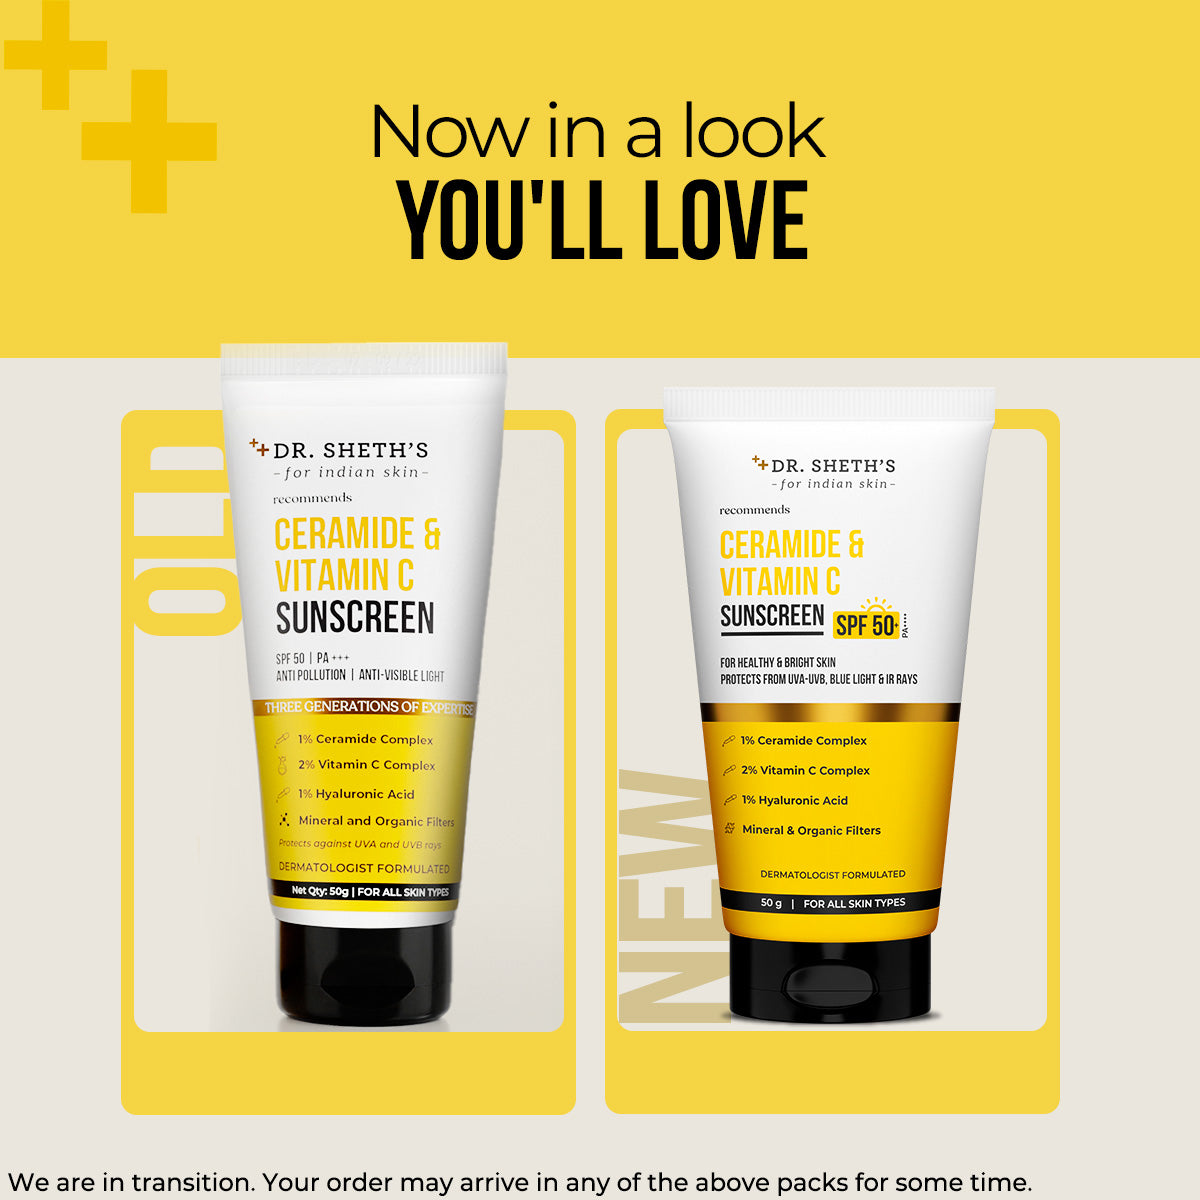 Now in a look
YOU'LL LOVE
OLD
++DR. SHETH'S
-for indian skin-
recommends
CERAMIDE &
VITAMIN C
SUNSCREEN
SPF 50 | PA +++
ANTI POLLUTION | ANTI-VISIBLE LIGHT
THREE GENERATIONS OF EXPERTISE
1% Ceramide Complex
2% Vitamin C Complex
1% Hyaluronic Acid
Mineral and Organic Filters
Protects against UVA and UVB rays
DERMATOLOGIST FORMULATED
Net Qty: 50g | FOR ALL SKIN TYPES
NEW
++DR. SHETH'S
-for indian skin-
recommends
CERAMIDE &
VITAMIN C
SUNSCREEN SPF 50+ PA++++
FOR HEALTHY & BRIGHT SKIN
PROTECTS FROM UVA-UVB, BLUE LIGHT & IR RAYS
1% Ceramide Complex
2% Vitamin C Complex
1% Hyaluronic Acid
Mineral & Organic Filters
DERMATOLOGIST FORMULATED
50 g | FOR ALL SKIN TYPES
We are in transition. Your order may arrive in any of the above packs for some time.